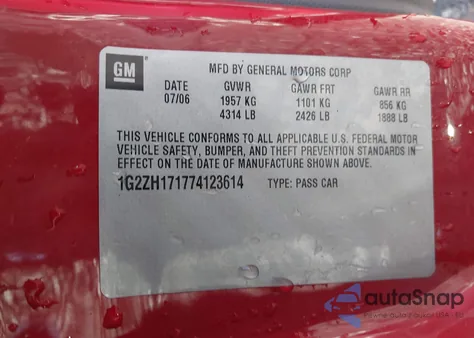 GM
MFD BY GENERAL MOTORS CORP
DATE GVWR GAWR FRT GAWR RR
07/06 1957 KG 1101 KG 856 KG
4314 LB 2426 LB 1888 LB
THIS VEHICLE CONFORMS TO ALL APPLICABLE U.S. FEDERAL MOTOR
VEHICLE SAFETY, BUMPER, AND THEFT PREVENTION STANDARDS IN
EFFECT ON THE DATE OF MANUFACTURE SHOWN ABOVE.
1G2ZH171774123614 TYPE: PASS CAR
autoSnap